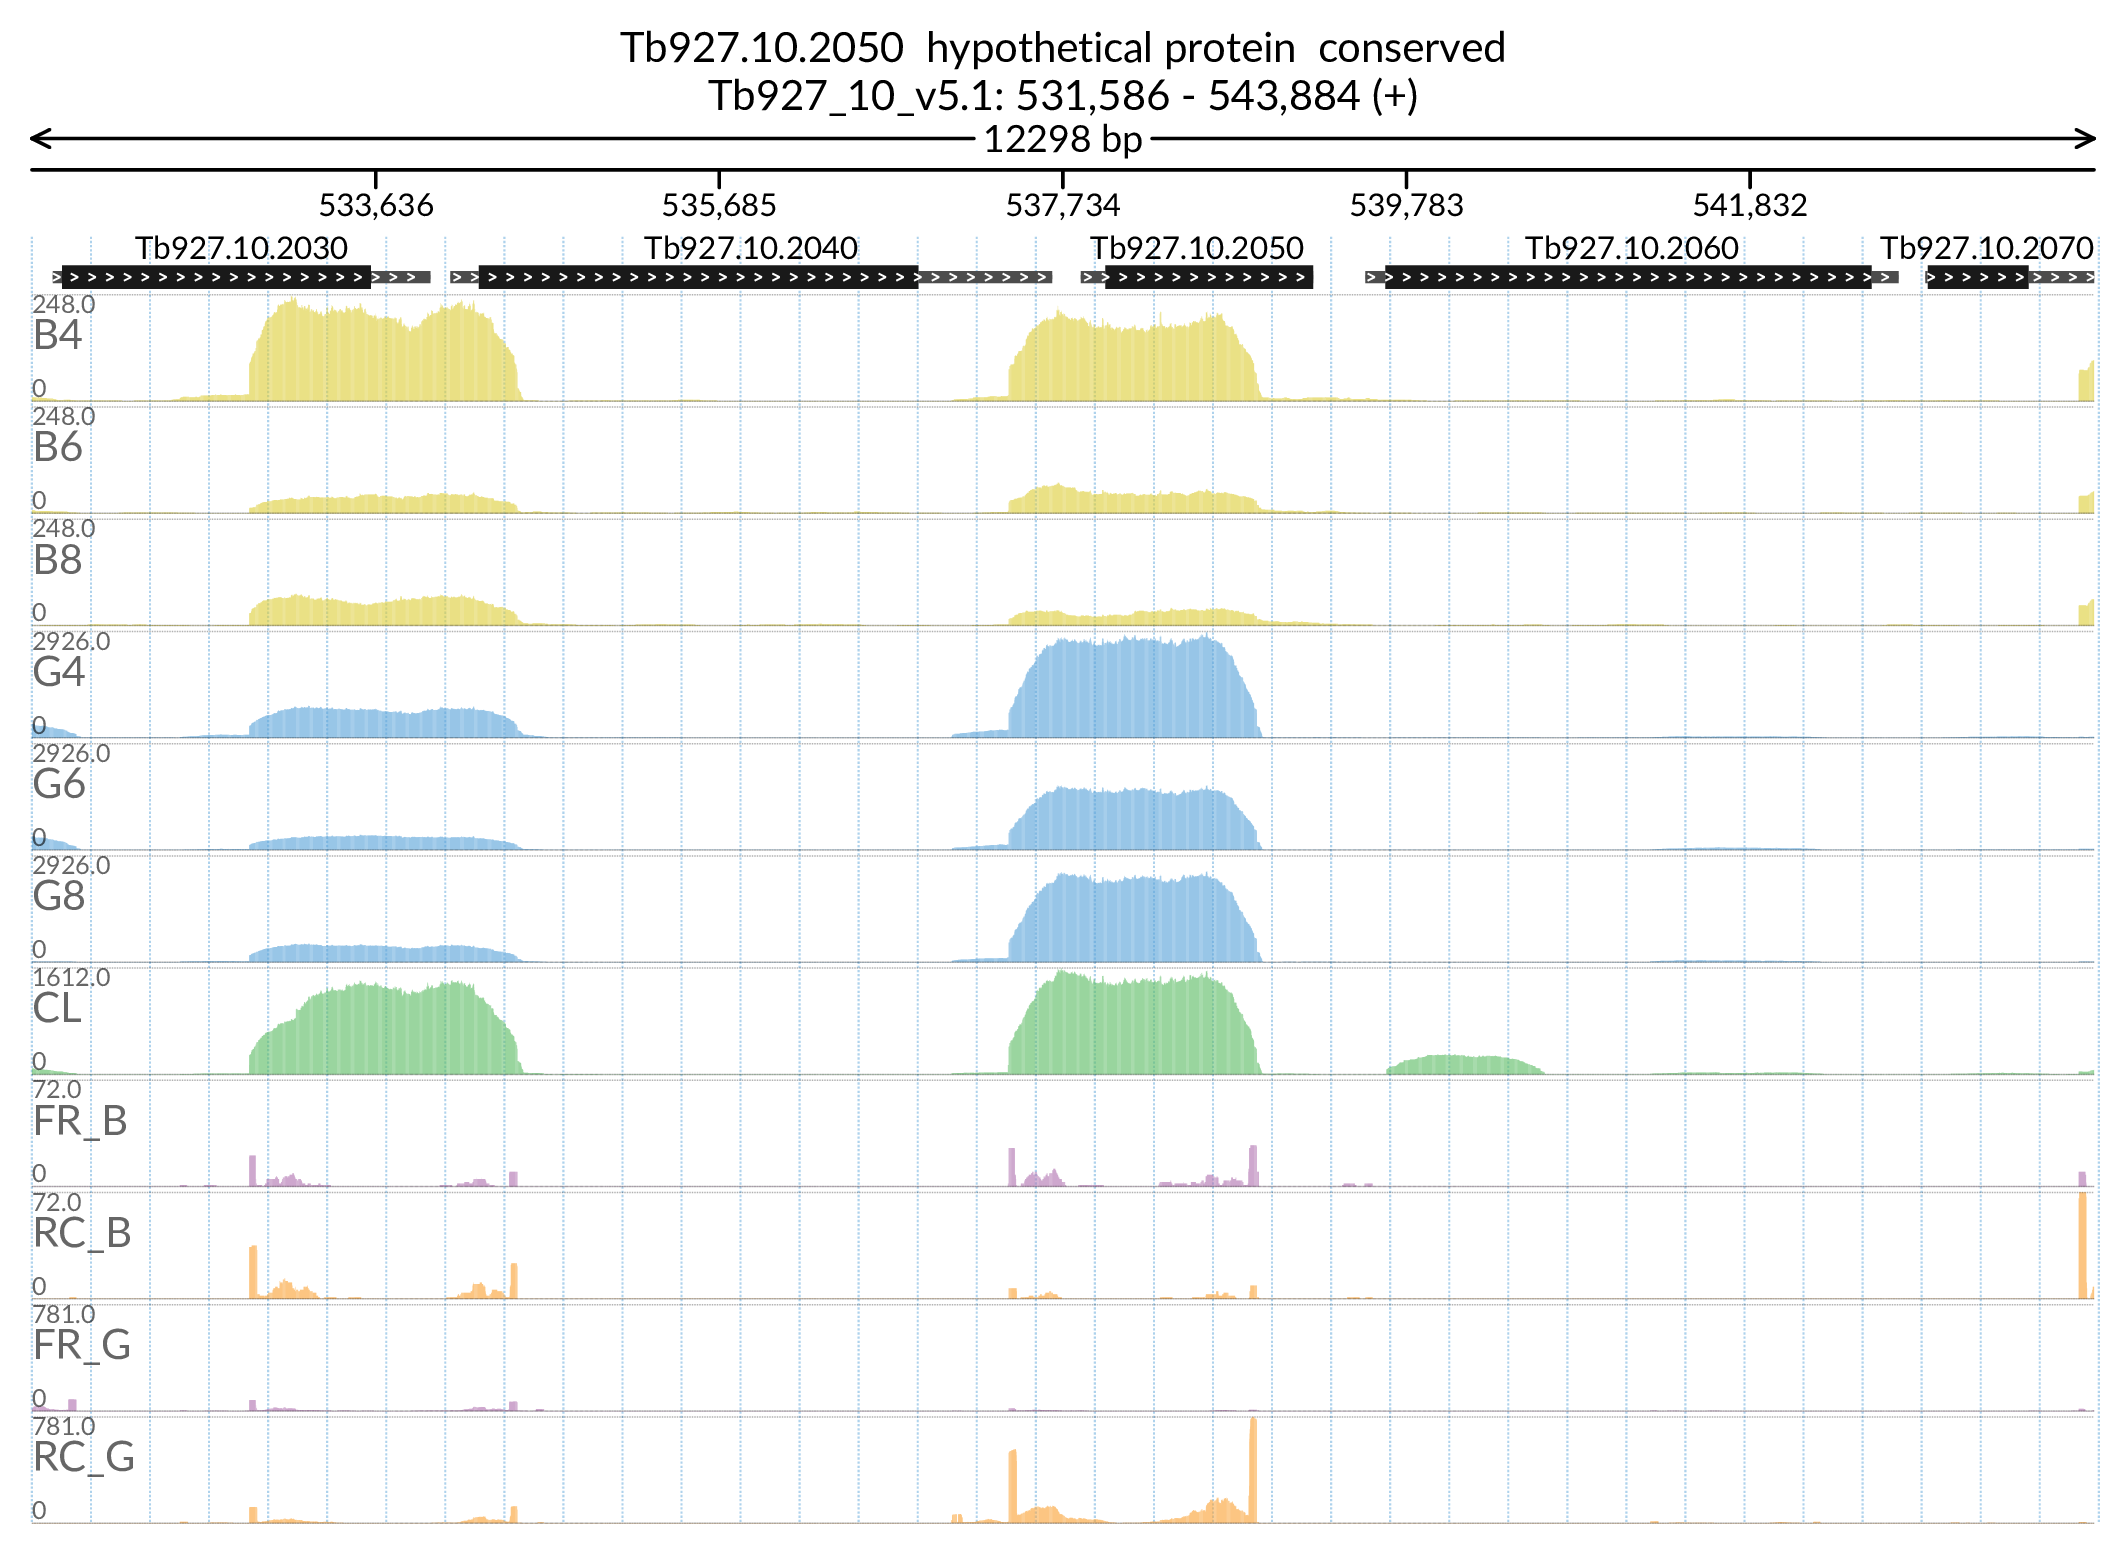 Tb927.10.2050 hypothetical protein conserved
Tb927_10_v5.1: 531,586 - 543,884 (+)
12298 bp
533,636 535,685 537,734 539,783 541,832
Tb927.10.2030 Tb927.10.2040 Tb927.10.2050 Tb927.10.2060 Tb927.10.2070
248.0
B4
0
248.0
B6
0
248.0
B8
0
2926.0
G4
0
2926.0
G6
0
2926.0
G8
0
1612.0
CL
0
72.0
FR_B
0
72.0
RC_B
0
781.0
FR_G
0
781.0
RC_G
0